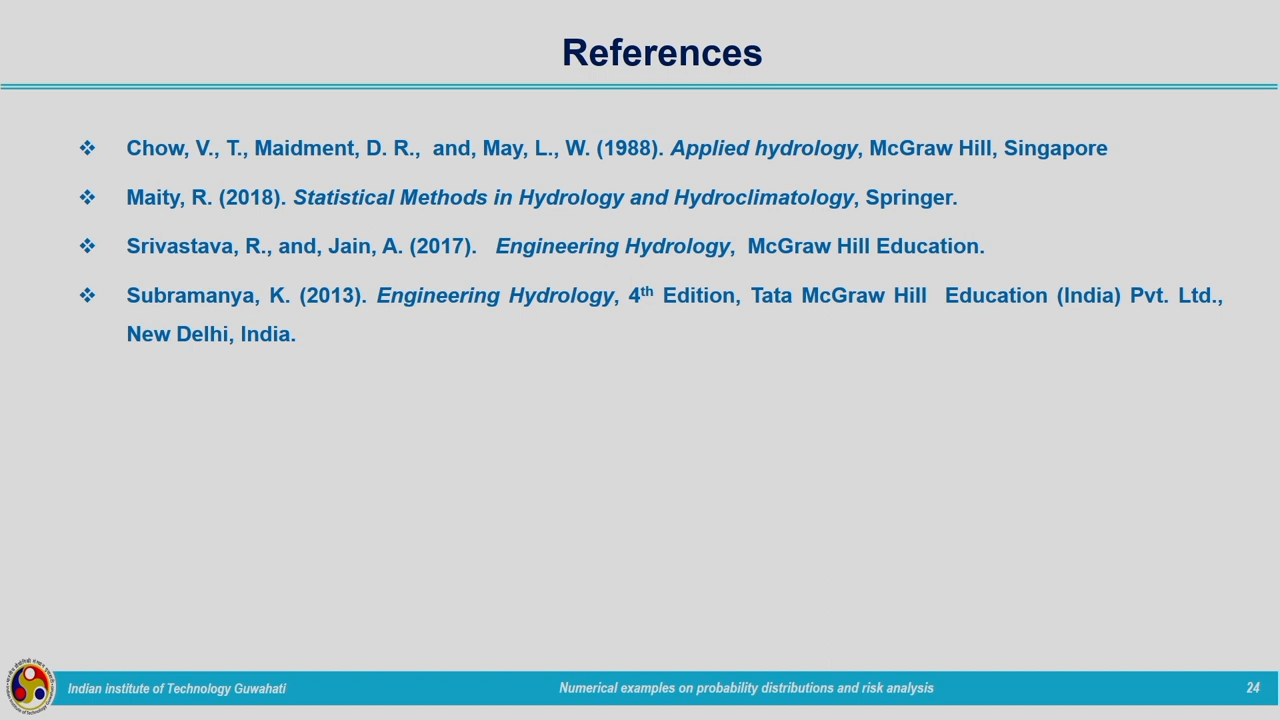 References
❖ Chow, V., T., Maidment, D. R., and, May, L., W. (1988). Applied hydrology, McGraw Hill, Singapore
❖ Maity, R. (2018). Statistical Methods in Hydrology and Hydroclimatology, Springer.
❖ Srivastava, R., and, Jain, A. (2017). Engineering Hydrology, McGraw Hill Education.
❖ Subramanya, K. (2013). Engineering Hydrology, 4th Edition, Tata McGraw Hill Education (India) Pvt. Ltd.,
New Delhi, India.
Indian institute of Technology Guwahati
Numerical examples on probability distributions and risk analysis
24